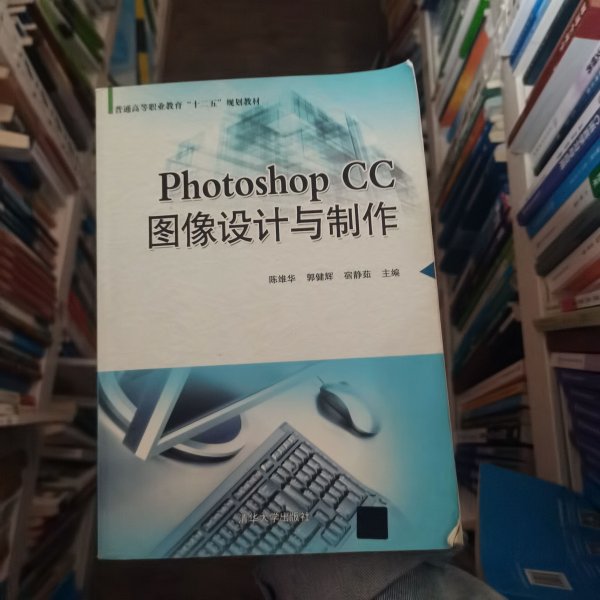 普通高等职业教育“十二五”规划教材
Photoshop CC
图像设计与制作
陈维华 郭健辉 宿静茹 主编
清华大学出版社